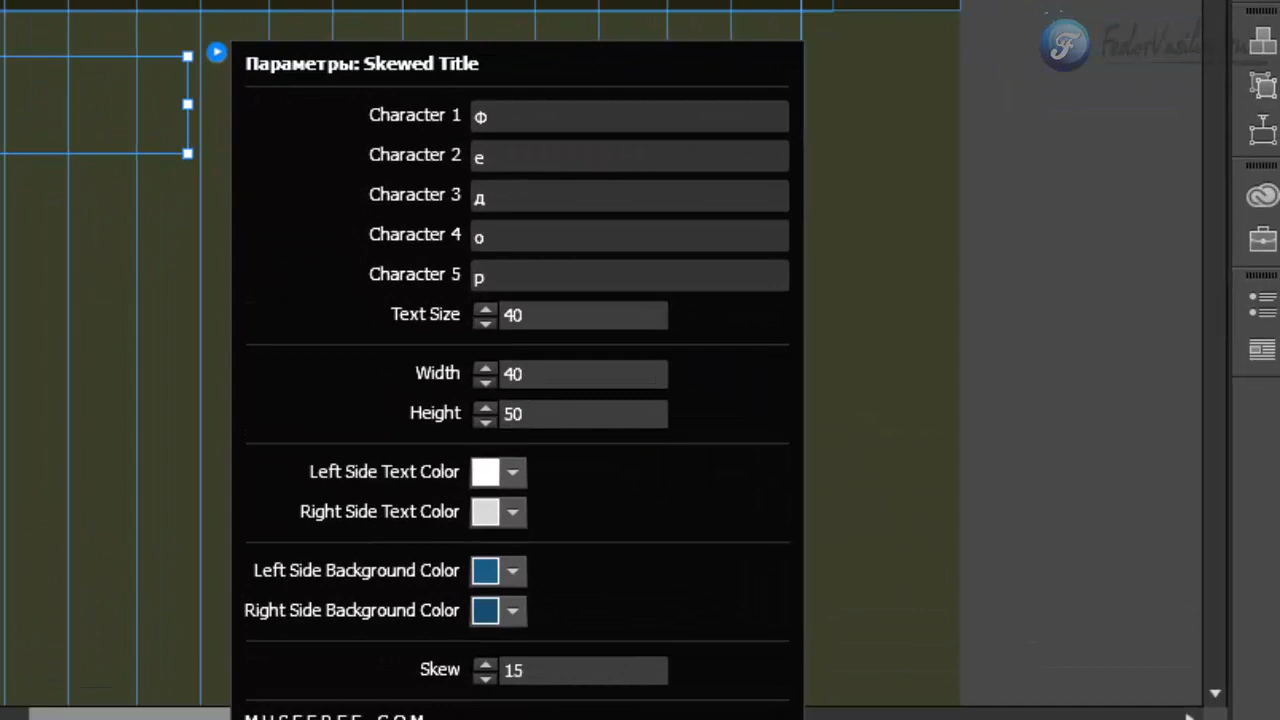 Параметры: Skewed Title
Character 1 Ф
Character 2 е
Character 3 д
Character 4 о
Character 5 р
Text Size 40
Width 40
Height 50
Left Side Text Color
Right Side Text Color
Left Side Background Color
Right Side Background Color
Skew 15
MUSEFREE.COM